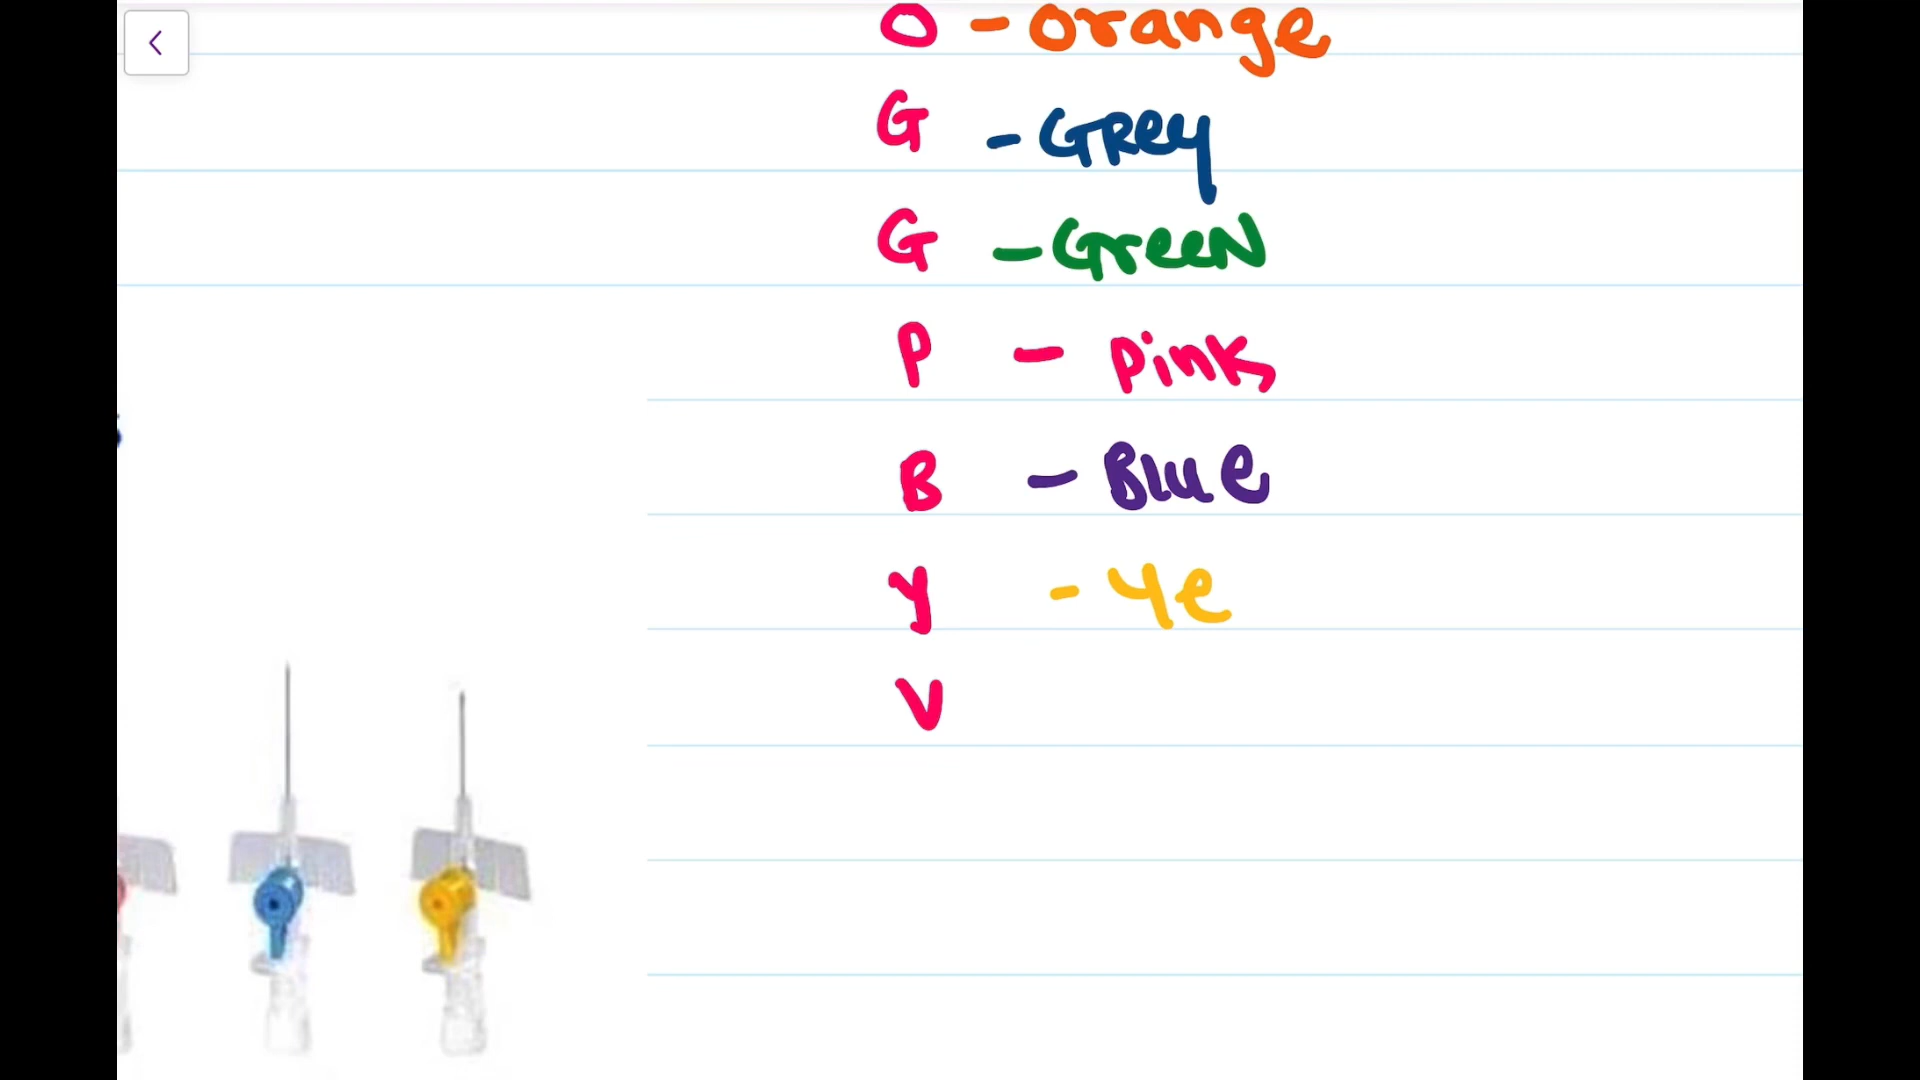 O - Orange
G - Grey
G - Green
P - Pink
B - Blue
Y - Ye
V